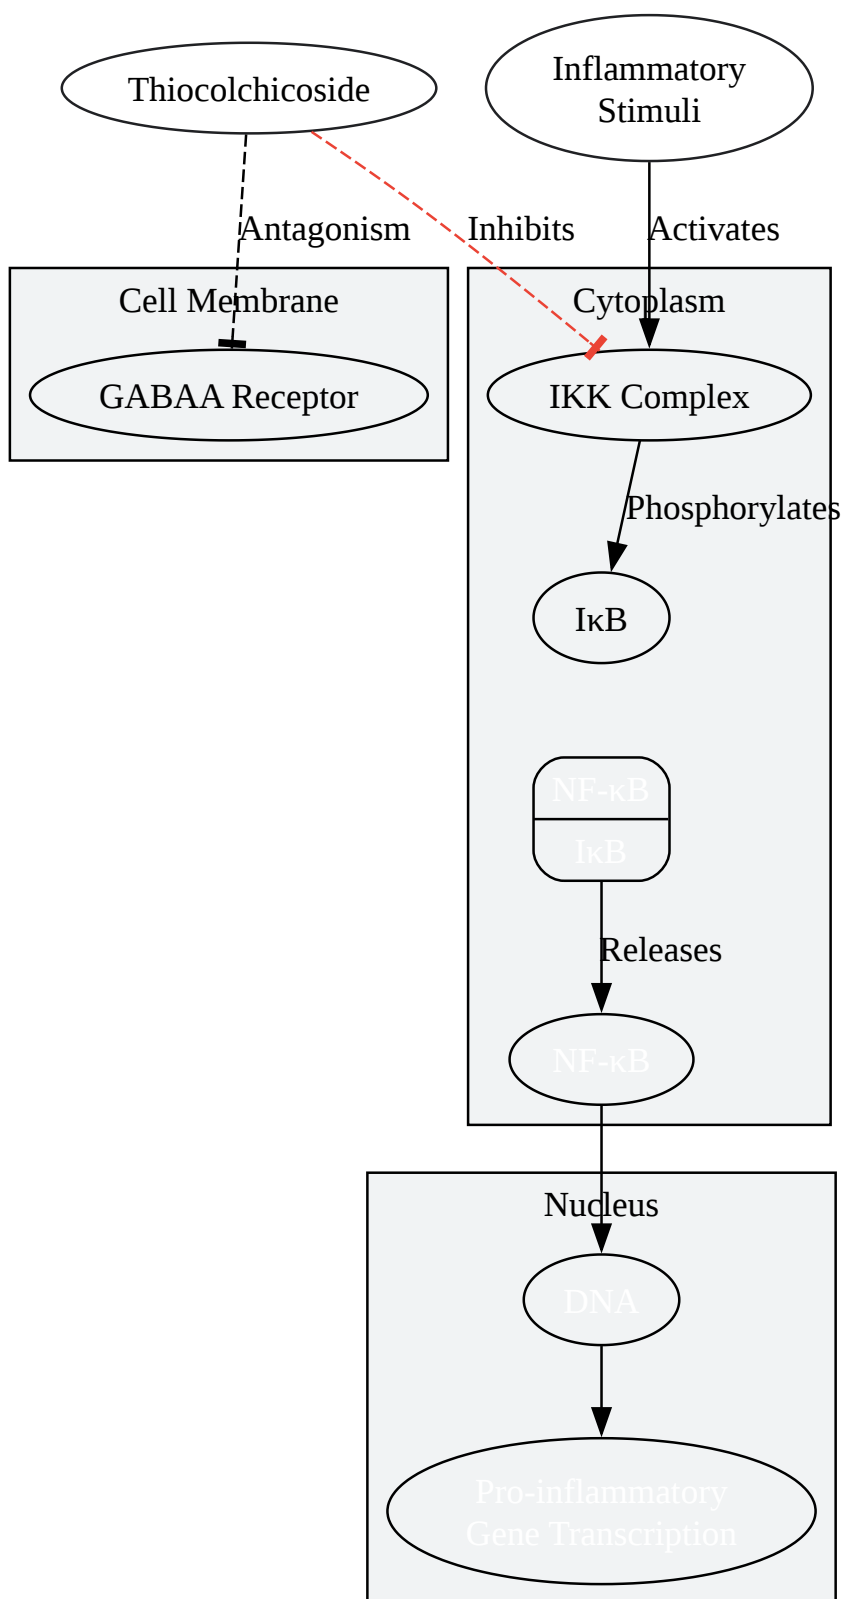 Thiocolchicoside
Inflammatory
Stimuli
Antagonism
Inhibits
Activates
Cell Membrane
Cytoplasm
GABAA Receptor
IKK Complex
Phosphorylates
IκB
NF-κB
IκB
Releases
NF-κB
Nucleus
DNA
Pro-inflammatory
Gene Transcription